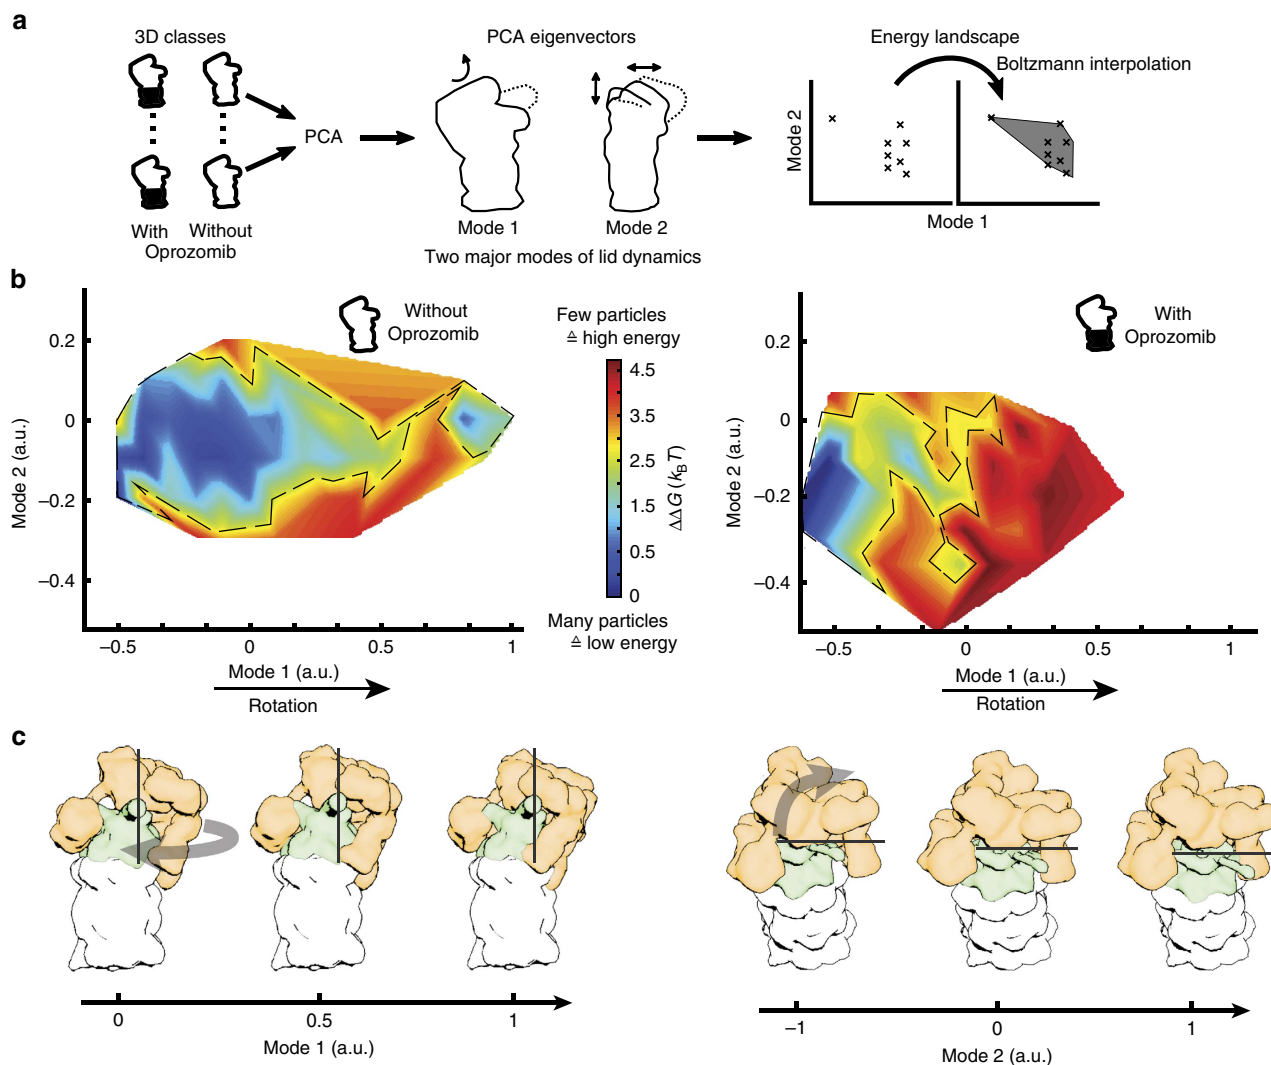 a
3D classes
PCA eigenvectors
Energy landscape
Boltzmann interpolation
PCA
Mode 2
With
Without
Oprozomib
Mode 1
Mode 2
Mode 1
Two major modes of lid dynamics
b
Without
Oprozomib
Few particles
≙ high energy
With
Oprozomib
Mode 2 (a.u.)
0.2
0
−0.2
−0.4
−0.5
0
0.5
1
Mode 1 (a.u.)
Rotation
4.5
3.5
2.5
1.5
0.5
0
ΔΔG (kBT)
Many particles
≙ low energy
Mode 2 (a.u.)
0.2
0
−0.2
−0.4
−0.5
0
0.5
1
Mode 1 (a.u.)
Rotation
c
0
0.5
1
Mode 1 (a.u.)
−1
0
1
Mode 2 (a.u.)